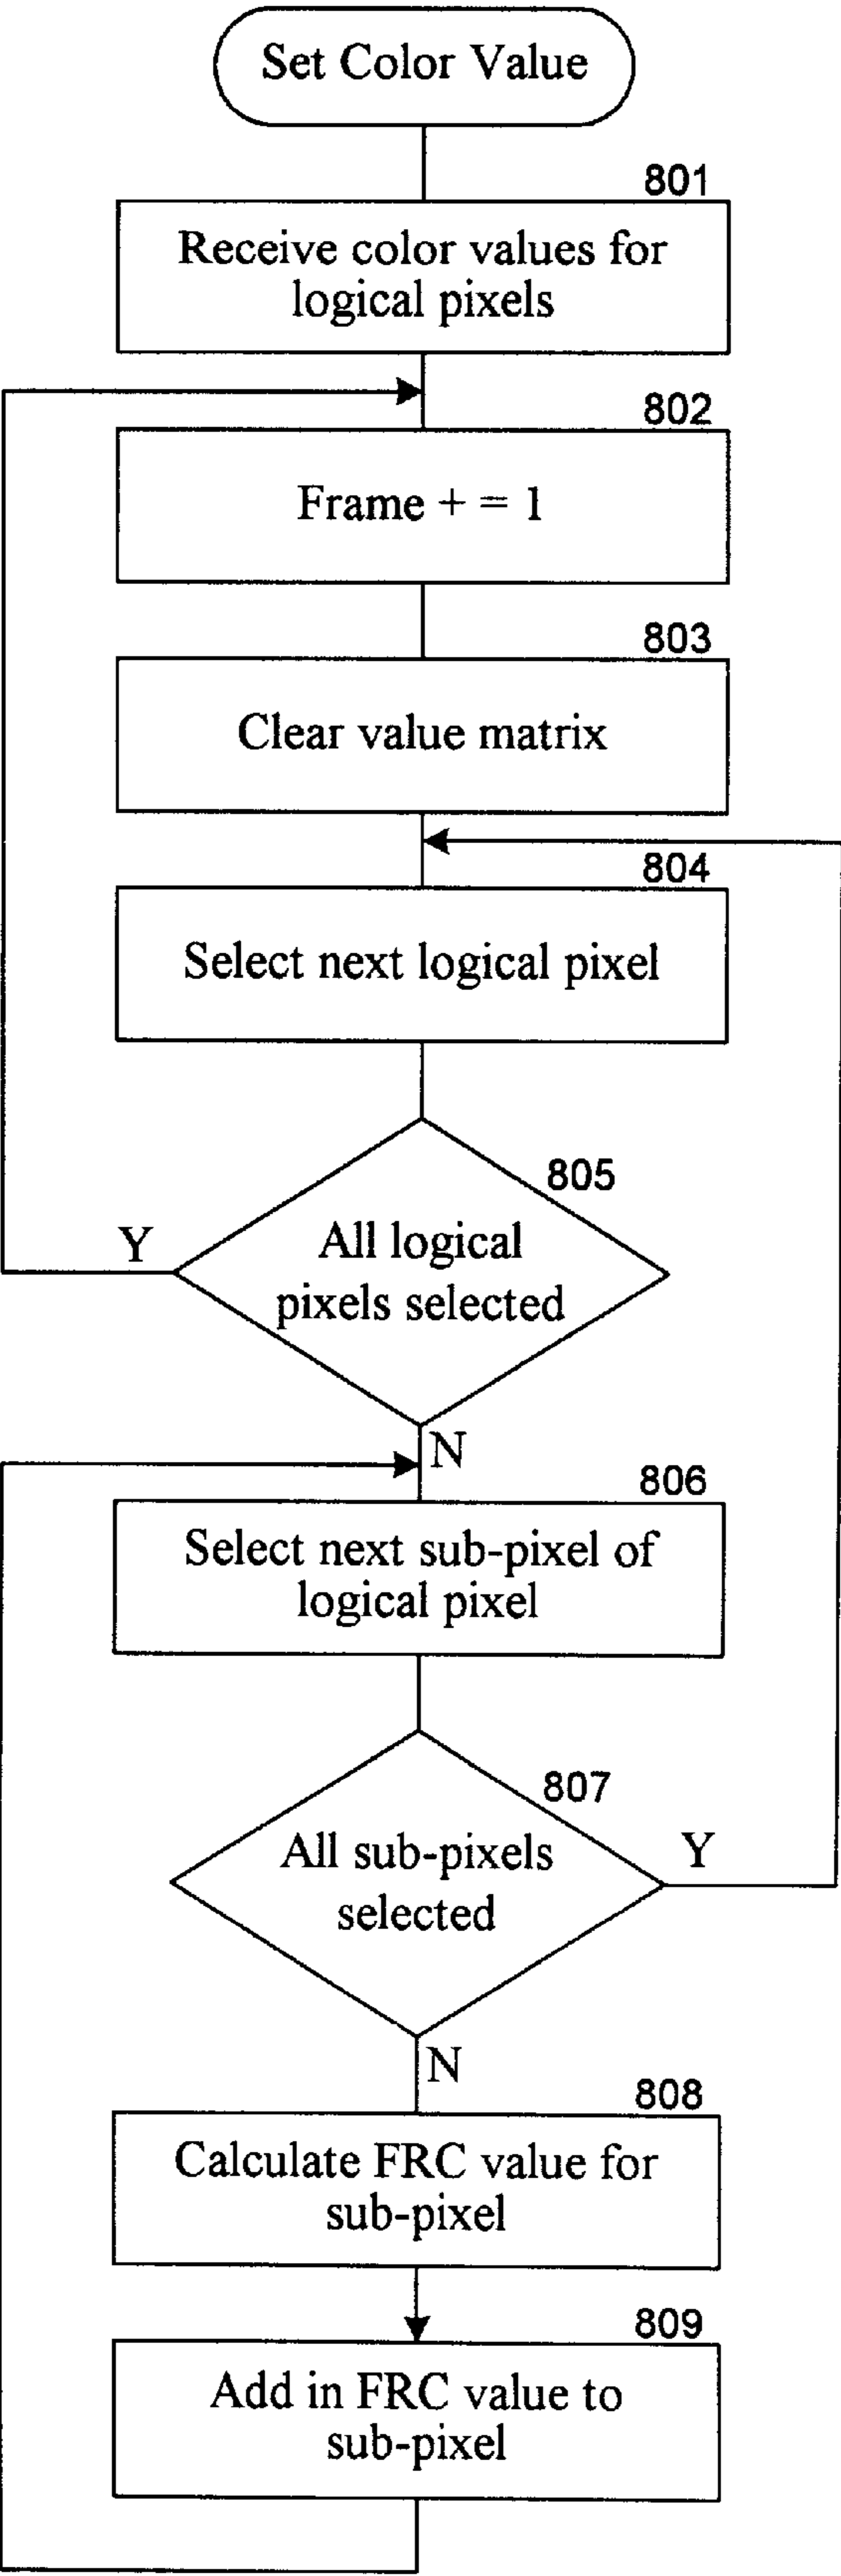 Set Color Value
801
Receive color values for
logical pixels
802
Frame + = 1
803
Clear value matrix
804
Select next logical pixel
805
Y
All logical
pixels selected
N
806
Select next sub-pixel of
logical pixel
807
All sub-pixels
selected
Y
N
808
Calculate FRC value for
sub-pixel
809
Add in FRC value to
sub-pixel